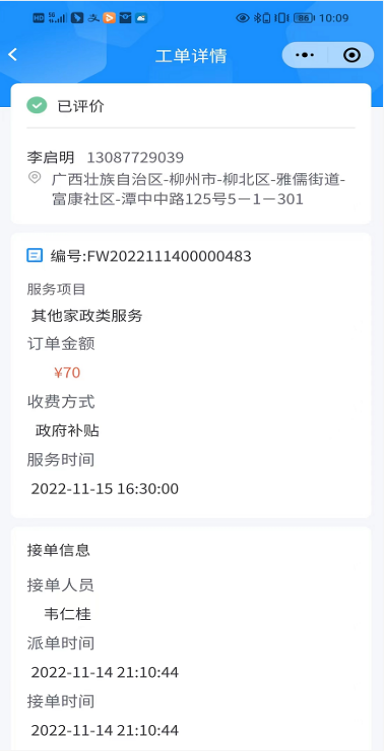 HD 5G 86 10:09
工单详情
已评价
李启明 13087729039
广西壮族自治区-柳州市-柳北区-雅儒街道-
富康社区-潭中中路125号5－1－301
编号:FW2022111400000483
服务项目
其他家政类服务
订单金额
¥70
收费方式
政府补贴
服务时间
2022-11-15 16:30:00
接单信息
接单人员
韦仁桂
派单时间
2022-11-14 21:10:44
接单时间
2022-11-14 21:10:44